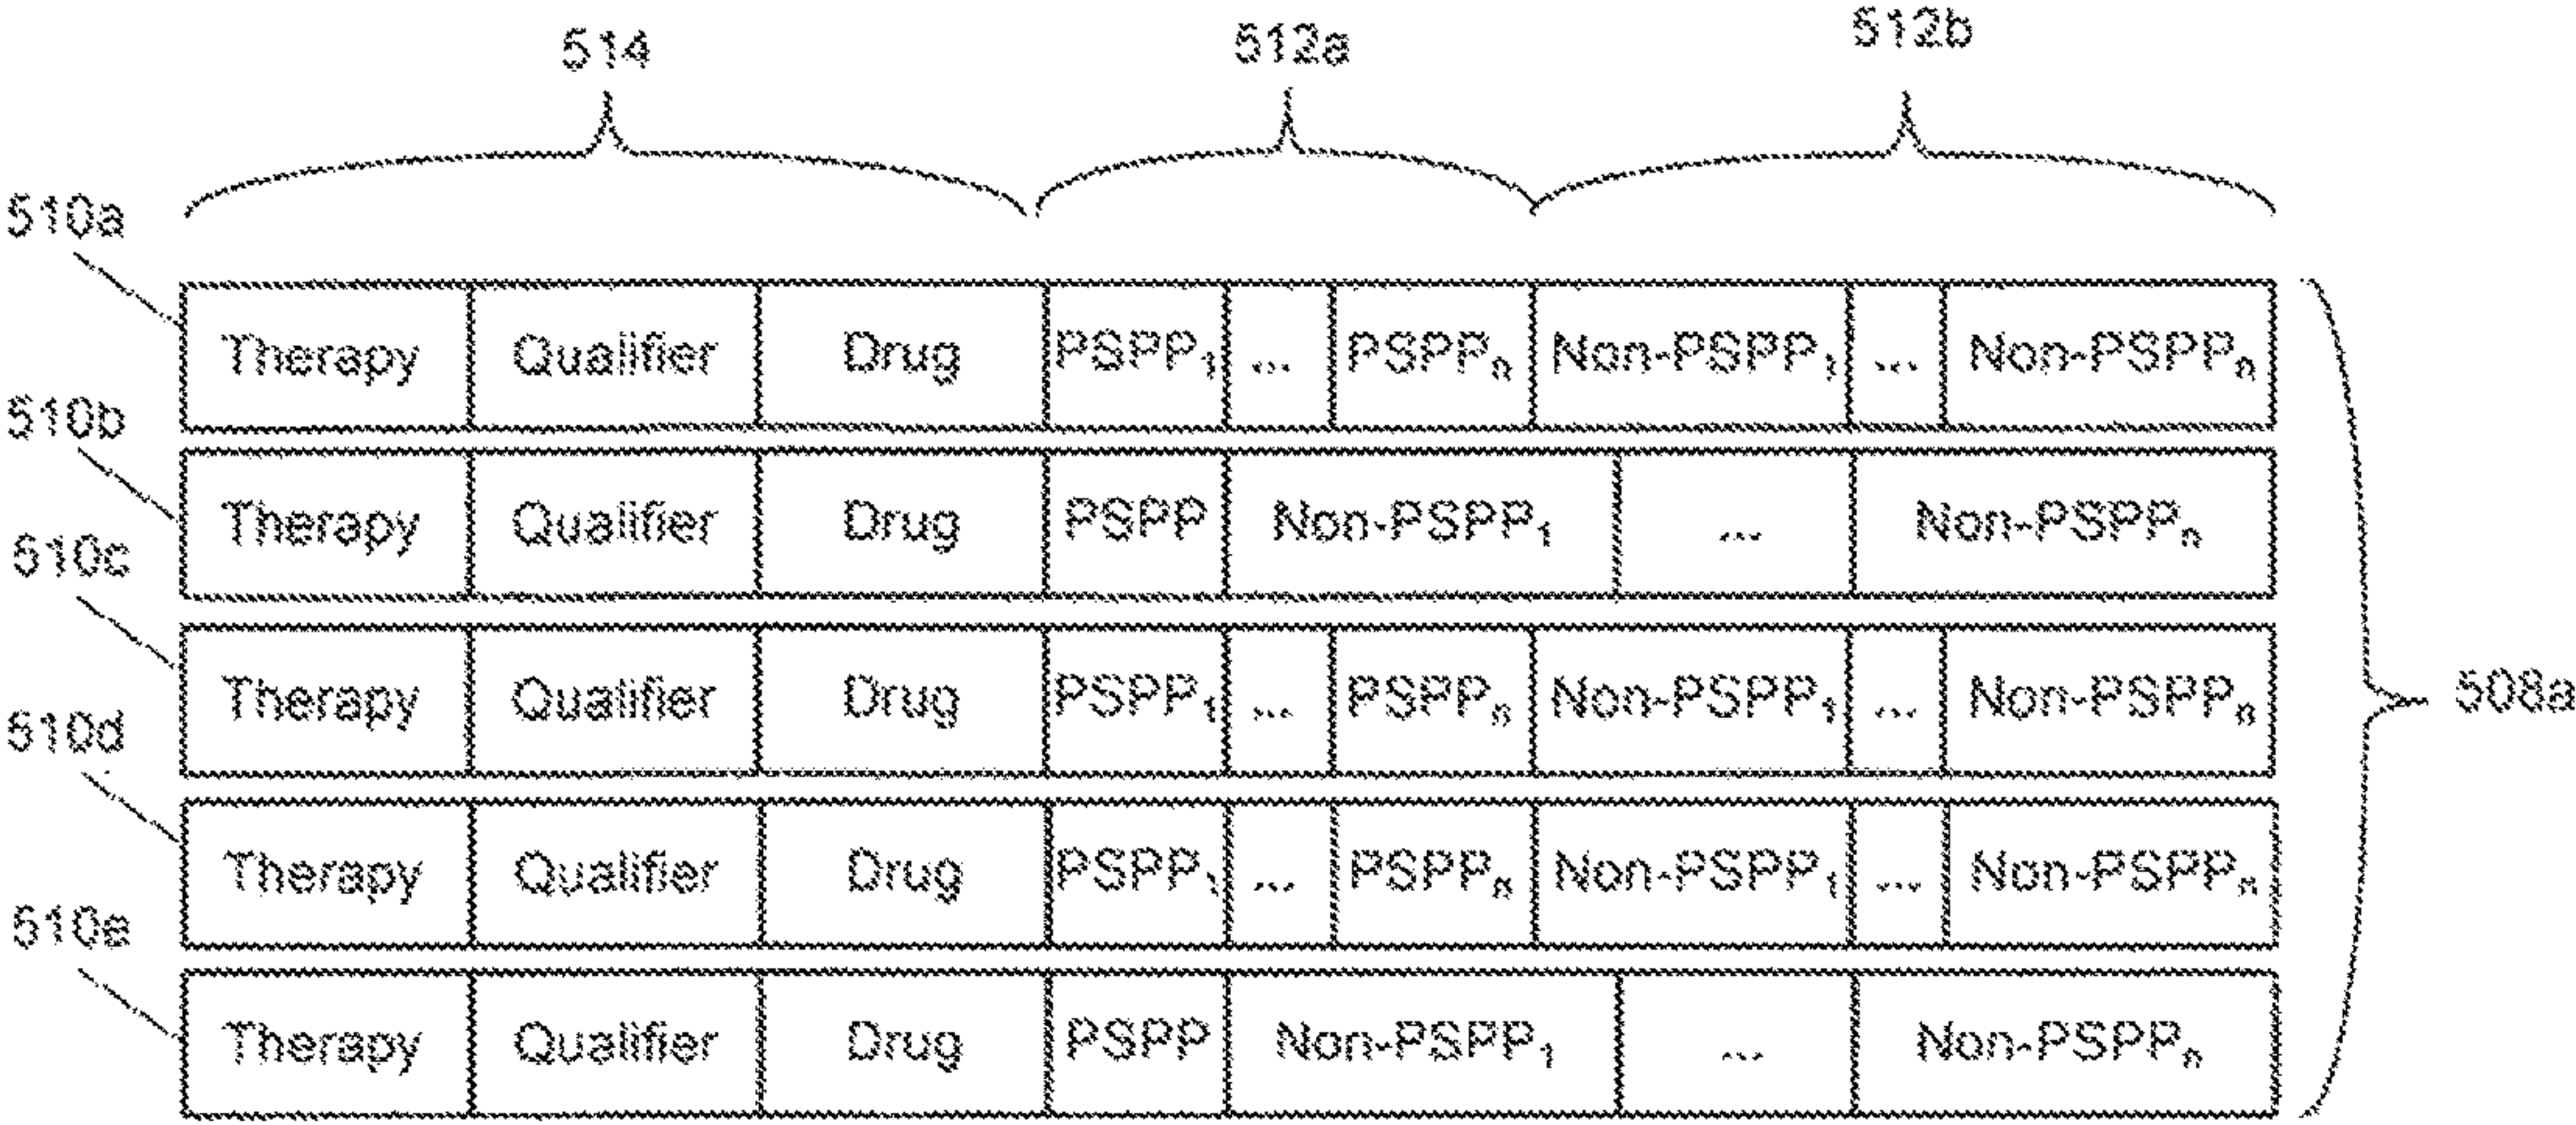 514 512a 512b
510a
Therapy Qualifier Drug PSPP₁ ... PSPPₙ Non-PSPP₁ ... Non-PSPPₙ
510b
Therapy Qualifier Drug PSPP Non-PSPP₁ ... Non-PSPPₙ
510c
Therapy Qualifier Drug PSPP₁ ... PSPPₙ Non-PSPP₁ ... Non-PSPPₙ
508a
510d
Therapy Qualifier Drug PSPP₁ ... PSPPₙ Non-PSPP₁ ... Non-PSPPₙ
510e
Therapy Qualifier Drug PSPP Non-PSPP₁ ... Non-PSPPₙ